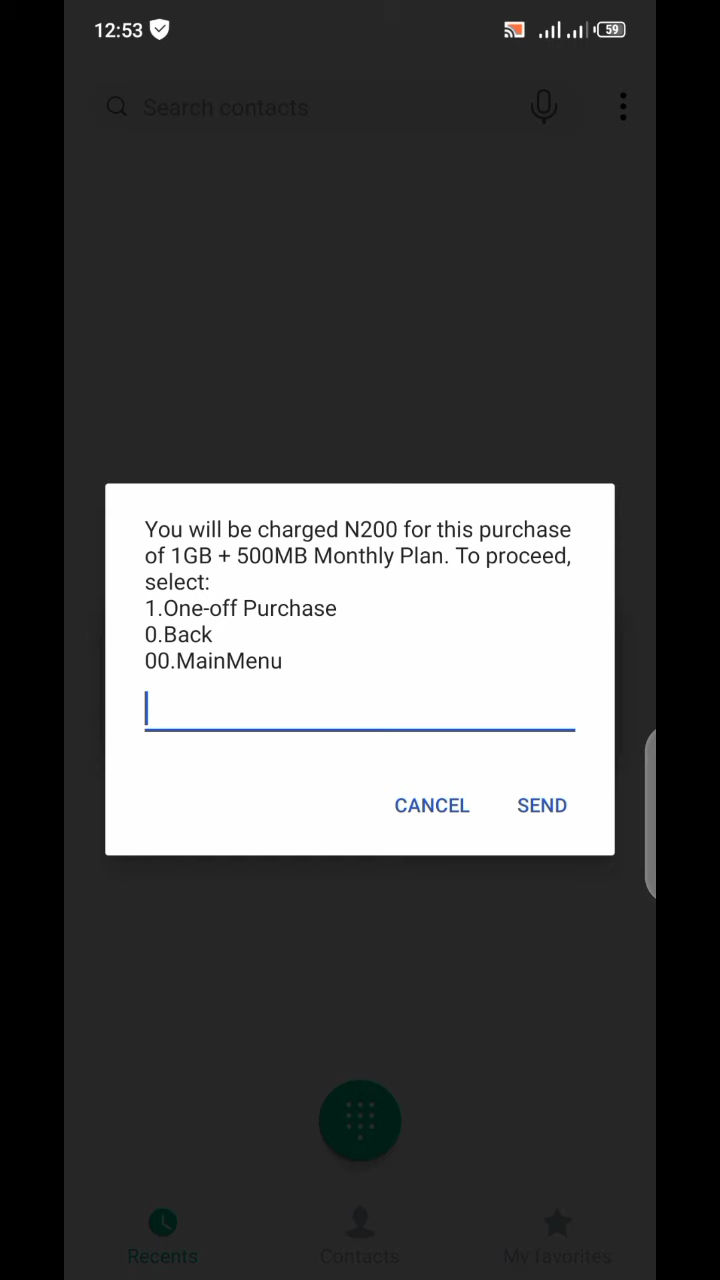 12:53
59
Search contacts
You will be charged N200 for this purchase
of 1GB + 500MB Monthly Plan. To proceed,
select:
1.One-off Purchase
0.Back
00.MainMenu
CANCEL SEND
Recents Contacts My favorites